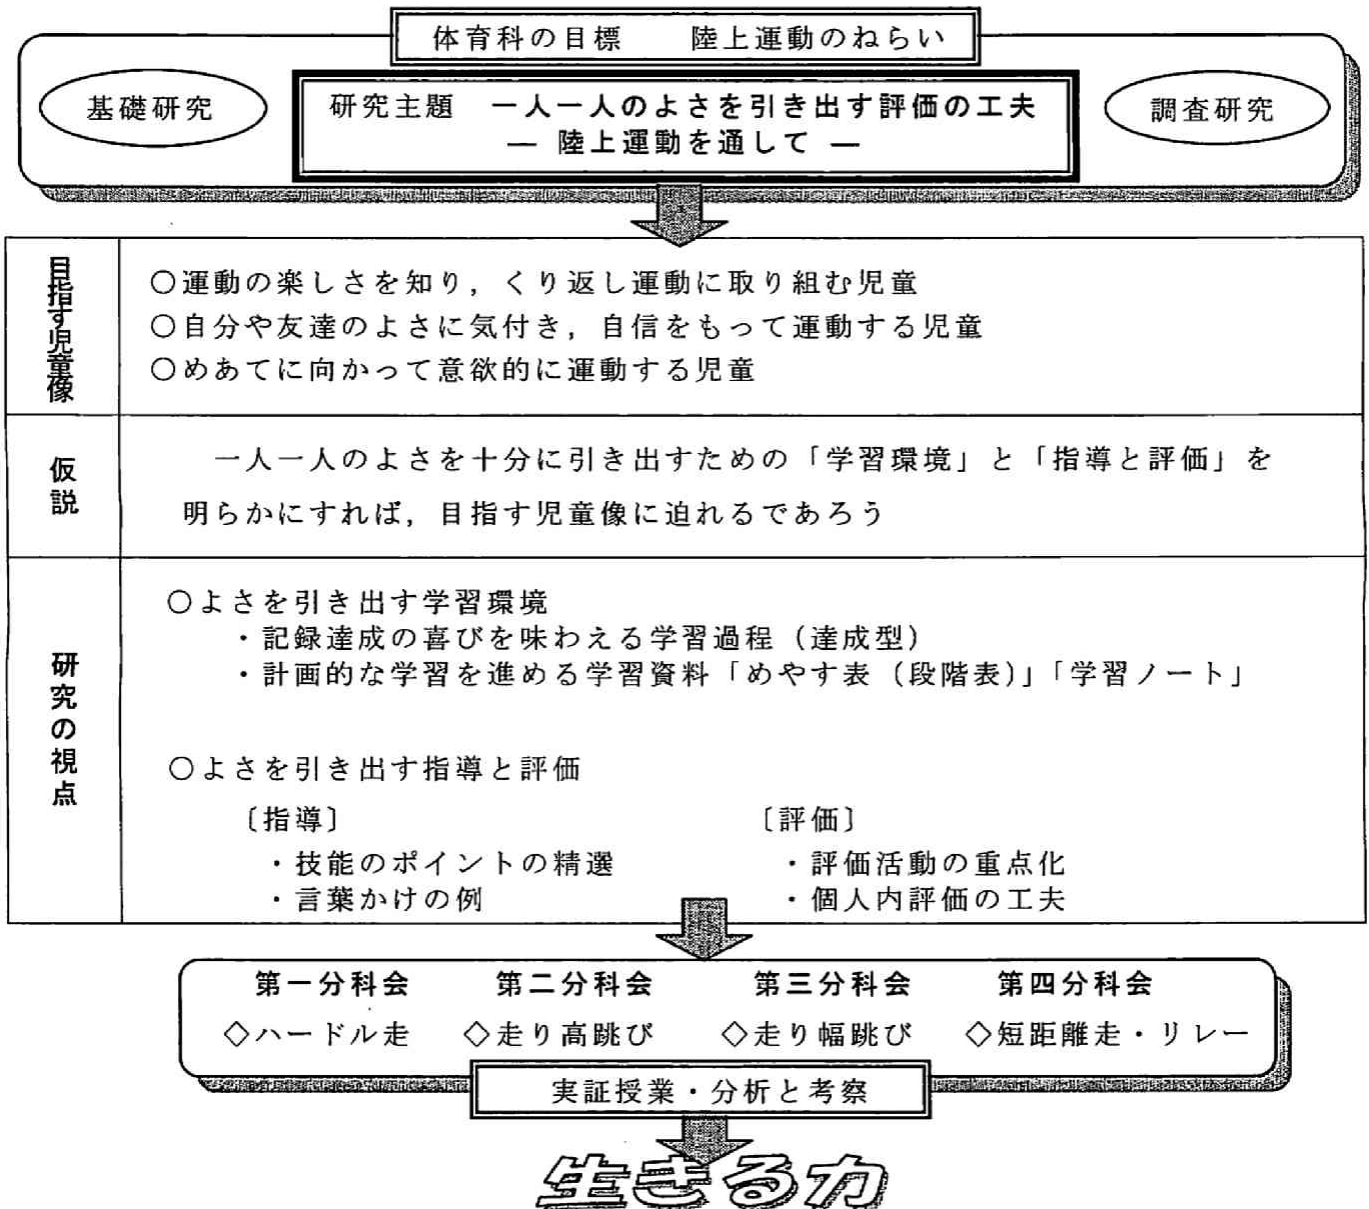 体育科の目標　　陸上運動のねらい
基礎研究
研究主題　一人一人のよさを引き出す評価の工夫
― 陸上運動を通して ―
調査研究
目指す児童像
○運動の楽しさを知り，くり返し運動に取り組む児童
○自分や友達のよさに気付き，自信をもって運動する児童
○めあてに向かって意欲的に運動する児童
仮説
一人一人のよさを十分に引き出すための「学習環境」と「指導と評価」を
明らかにすれば，目指す児童像に迫れるであろう
研究の視点
○よさを引き出す学習環境
・記録達成の喜びを味わえる学習過程（達成型）
・計画的な学習を進める学習資料「めやす表（段階表）」「学習ノート」
○よさを引き出す指導と評価
〔指導〕　　〔評価〕
・技能のポイントの精選　　・評価活動の重点化
・言葉かけの例　　・個人内評価の工夫
第一分科会　　第二分科会　　第三分科会　　第四分科会
◇ハードル走　　◇走り高跳び　　◇走り幅跳び　　◇短距離走・リレー
実証授業・分析と考察
生きる力